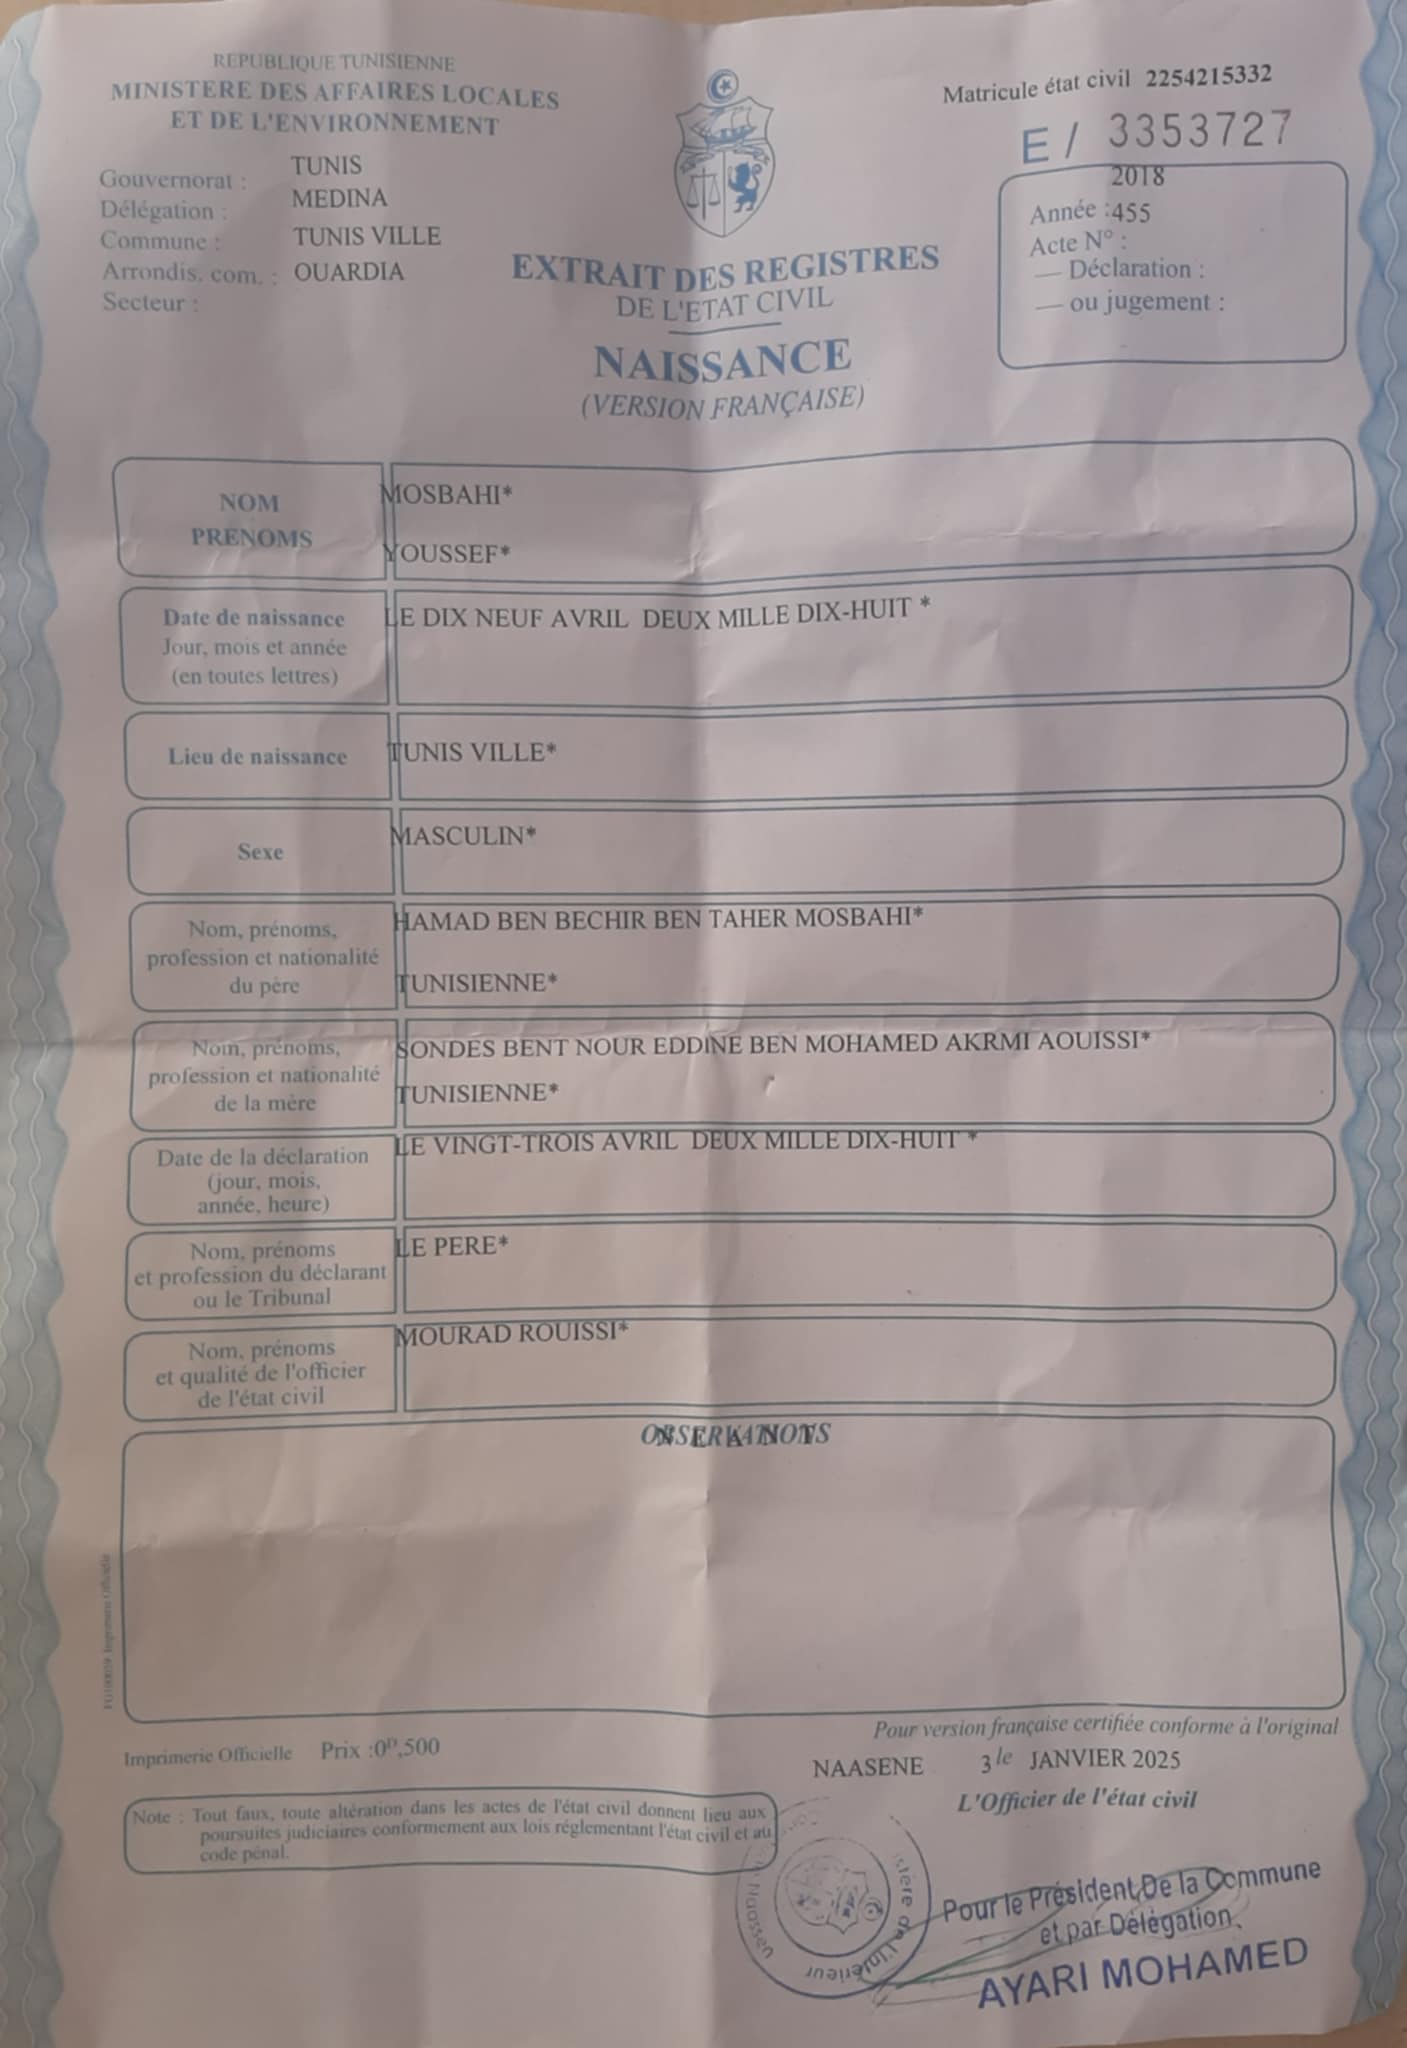 REPUBLIQUE TUNISIENNE
MINISTERE DES AFFAIRES LOCALES
ET DE L'ENVIRONNEMENT
Gouvernorat : TUNIS
Délégation : MEDINA
Commune : TUNIS VILLE
Arrondis. com. : OUARDIA
Secteur :
Matricule état civil 2254215332
E / 3353727
2018
Année :455
Acte N° :
— Déclaration :
— ou jugement :
EXTRAIT DES REGISTRES
DE L'ETAT CIVIL
NAISSANCE
(VERSION FRANÇAISE)
NOM
PRENOMS
MOSBAHI*
YOUSSEF*
Date de naissance
Jour, mois et année
(en toutes lettres)
LE DIX NEUF AVRIL DEUX MILLE DIX-HUIT *
Lieu de naissance
TUNIS VILLE*
Sexe
MASCULIN*
Nom, prénoms,
profession et nationalité
du père
HAMAD BEN BECHIR BEN TAHER MOSBAHI*
TUNISIENNE*
Nom, prénoms,
profession et nationalité
de la mère
SONDES BENT NOUR EDDINE BEN MOHAMED AKRMI AOUISSI*
TUNISIENNE*
Date de la déclaration
(jour, mois,
année, heure)
LE VINGT-TROIS AVRIL DEUX MILLE DIX-HUIT *
Nom, prénoms
et profession du déclarant
ou le Tribunal
LE PERE*
Nom, prénoms
et qualité de l'officier
de l'état civil
MOURAD ROUISSI*
OBSERVATIONS
N E A N T
Imprimerie Officielle Prix :0ᴰ,500
Pour version française certifiée conforme à l'original
NAASENE 3 le JANVIER 2025
L'Officier de l'état civil
Note : Tout faux, toute altération dans les actes de l'état civil donnent lieu aux
poursuites judiciaires conformement aux lois réglementant l'état civil et au
code pénal.
Pour le Président De la Commune
et par Délégation
AYARI MOHAMED